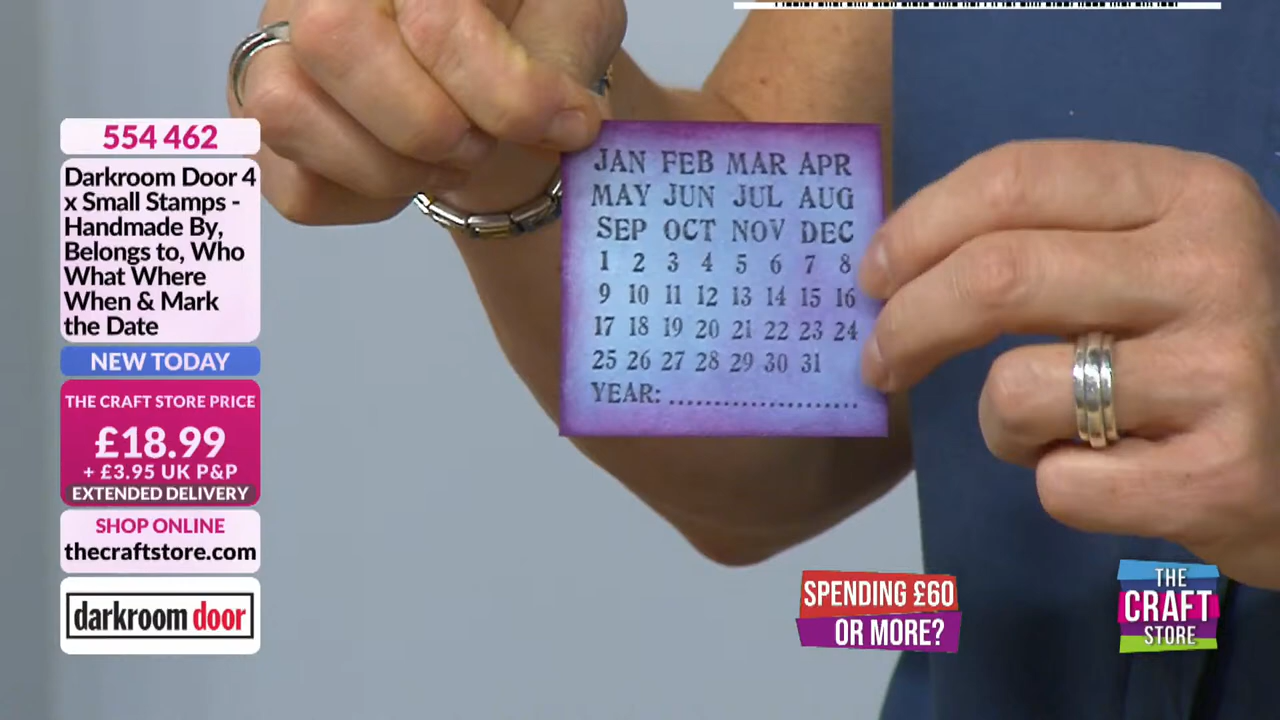 554 462
Darkroom Door 4
x Small Stamps -
Handmade By,
Belongs to, Who
What Where
When & Mark
the Date
NEW TODAY
THE CRAFT STORE PRICE
£18.99
+ £3.95 UK P&P
EXTENDED DELIVERY
SHOP ONLINE
thecraftstore.com
darkroom door
JAN FEB MAR APR
MAY JUN JUL AUG
SEP OCT NOV DEC
1 2 3 4 5 6 7 8
9 10 11 12 13 14 15 16
17 18 19 20 21 22 23 24
25 26 27 28 29 30 31
YEAR: ..............................
SPENDING £60
OR MORE?
THE
CRAFT
STORE